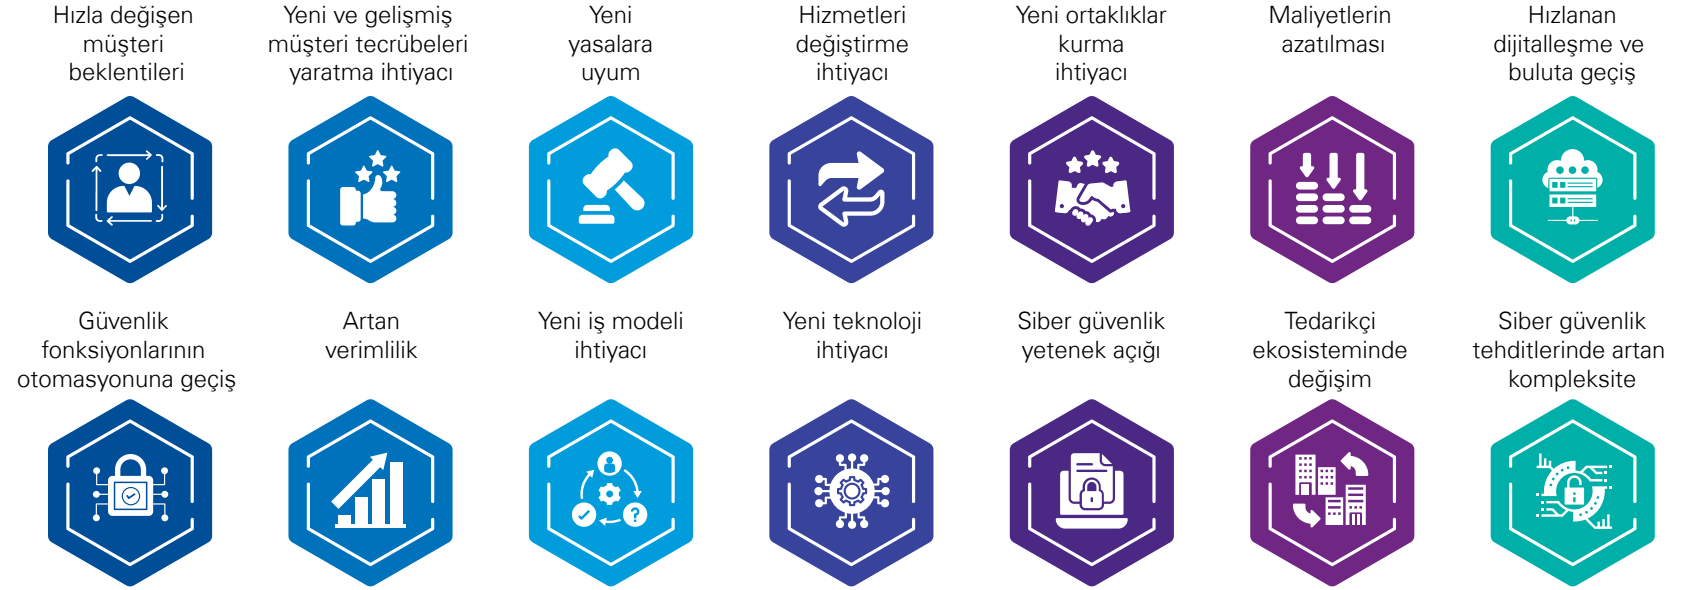 Hızla değişen
müşteri
beklentileri
Yeni ve gelişmiş
müşteri tecrübeleri
yaratma ihtiyacı
Yeni
yasalara
uyum
Hizmetleri
değiştirme
ihtiyacı
Yeni ortaklıklar
kurma
ihtiyacı
Maliyetlerin
azatılması
Hızlanan
dijitalleşme ve
buluta geçiş
Güvenlik
fonksiyonlarının
otomasyonuna geçiş
Artan
verimlilik
Yeni iş modeli
ihtiyacı
Yeni teknoloji
ihtiyacı
Siber güvenlik
yetenek açığı
Tedarikçi
ekosisteminde
değişim
Siber güvenlik
tehditlerinde artan
kompleksite